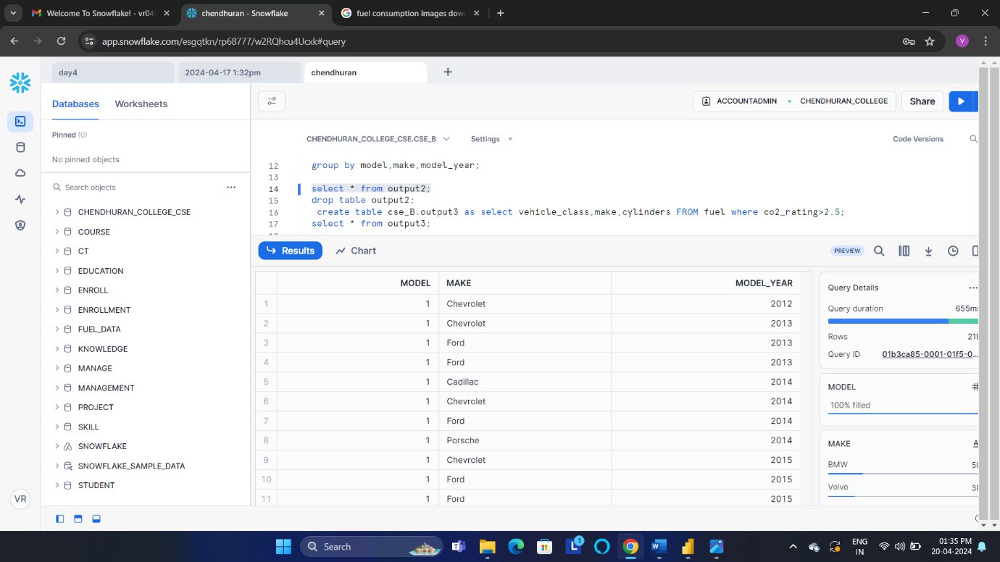 Welcome To Snowflake! - vr04
chendhuran - Snowflake
fuel consumption images dow
app.snowflake.com/esgqtkn/rp68777/w2RQhcu4Ucxk#query
V
day4
2024-04-17 1:32pm
chendhuran
Databases
Worksheets
ACCOUNTADMIN
CHENDHURAN_COLLEGE
Share
Pinned (0)
No pinned objects
CHENDHURAN_COLLEGE_CSE.CSE_B
Settings
Code Versions
Search objects
CHENDHURAN_COLLEGE_CSE
COURSE
CT
EDUCATION
ENROLL
ENROLLMENT
FUEL_DATA
KNOWLEDGE
MANAGE
MANAGEMENT
PROJECT
SKILL
SNOWFLAKE
SNOWFLAKE_SAMPLE_DATA
STUDENT
VR
12 group by model,make,model_year;
13
14 select * from output2;
15 drop table output2;
16 create table cse_B.output3 as select vehicle_class,make,cylinders FROM fuel where co2_rating>2.5;
17 select * from output3;
18
Results
Chart
PREVIEW
MODEL MAKE MODEL_YEAR
1 1 Chevrolet 2012
2 1 Chevrolet 2013
3 1 Ford 2013
4 1 Ford 2013
5 1 Cadillac 2014
6 1 Chevrolet 2014
7 1 Ford 2014
8 1 Porsche 2014
9 1 Chevrolet 2015
10 1 Ford 2015
11 1 Ford 2015
Query Details
Query duration 655ms
Rows 219
Query ID 01b3ca85-0001-01f5-0...
MODEL #
100% filled
MAKE A
BMW 50
Volvo 38
Search
1
ENG
IN
01:35 PM
20-04-2024